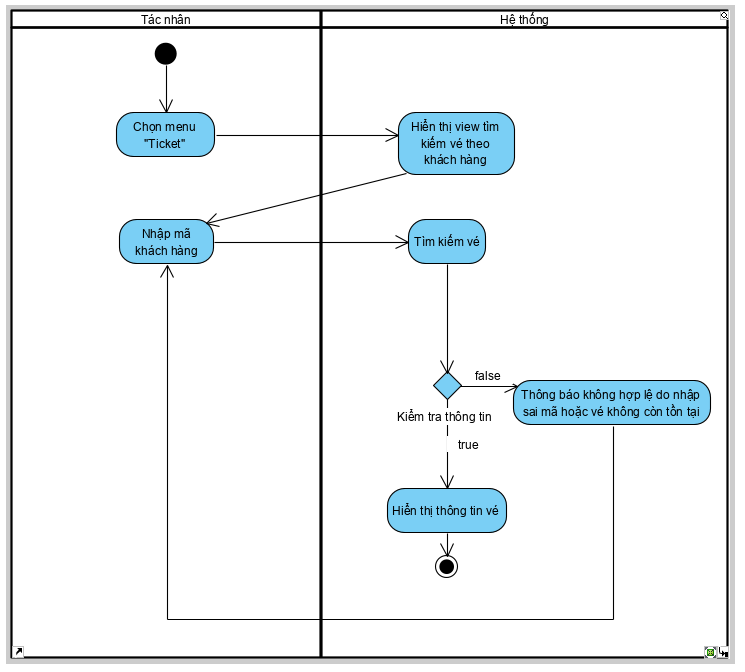 Tác nhân
Hệ thống
Chọn menu
"Ticket"
Hiển thị view tìm
kiếm vé theo
khách hàng
Nhập mã
khách hàng
Tìm kiếm vé
false
Thông báo không hợp lệ do nhập
sai mã hoặc vé không còn tồn tại
Kiểm tra thông tin
true
Hiển thị thông tin vé